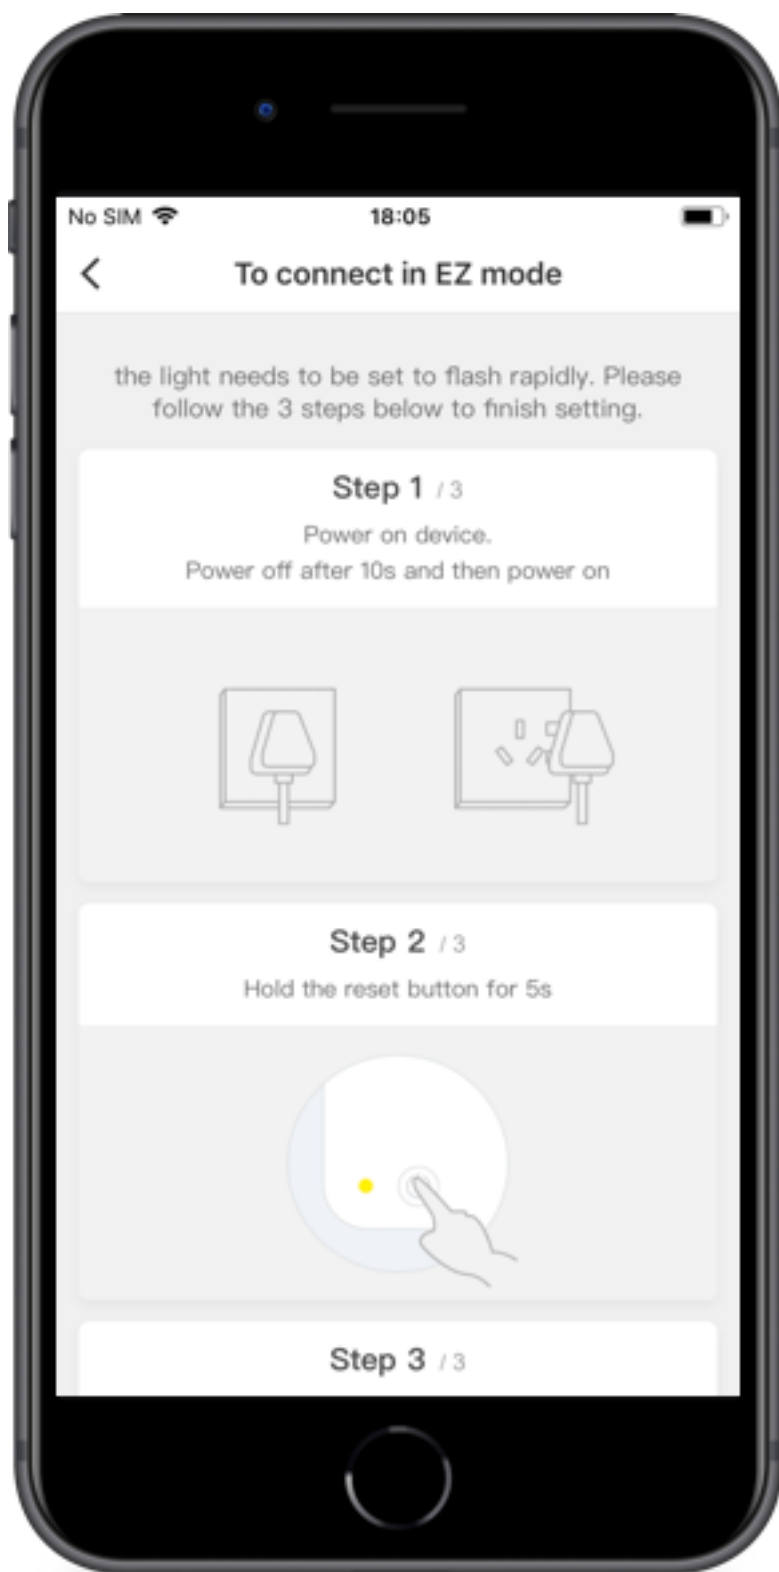 No SIM 18:05
To connect in EZ mode
the light needs to be set to flash rapidly. Please
follow the 3 steps below to finish setting.
Step 1 / 3
Power on device.
Power off after 10s and then power on
Step 2 / 3
Hold the reset button for 5s
Step 3 / 3